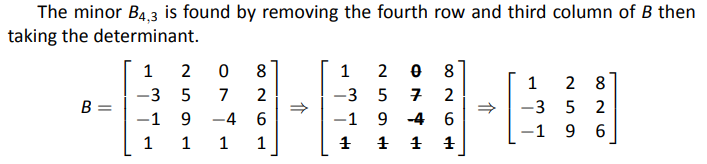 The minor B4,3 is found by removing the fourth row and third column of B then
taking the determinant.
1 2 0 8 1 2 0 8
-3 5 7 2 -3 5 7 2 1 2 8
B = -1 9 -4 6 ⇒ -1 9 -4 6 ⇒ -3 5 2
1 1 1 1 1 1 1 1 -1 9 6